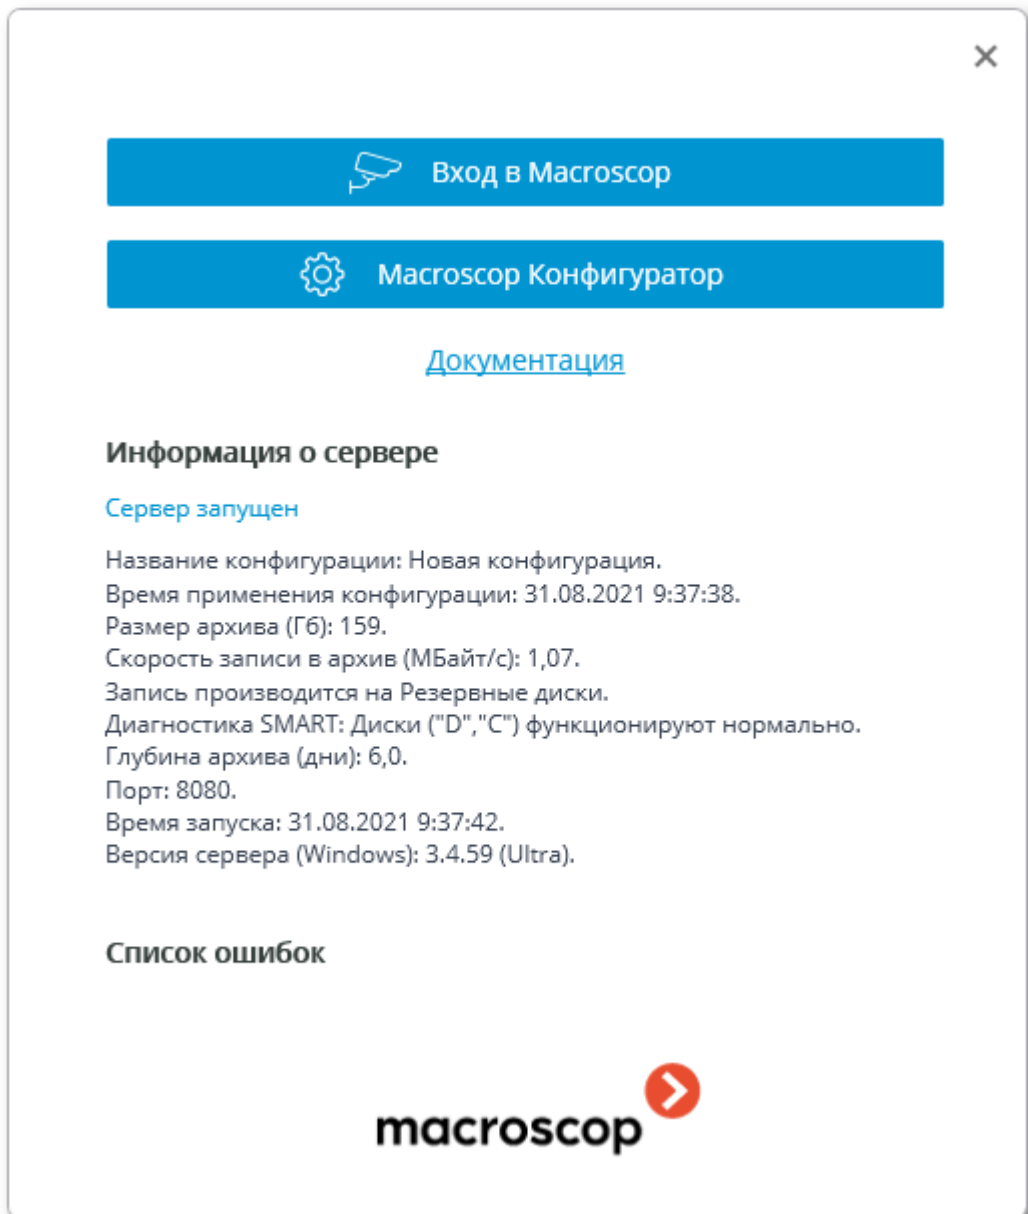 Вход в Macroscop
Macroscop Конфигуратор
Документация
Информация о сервере
Сервер запущен
Название конфигурации: Новая конфигурация.
Время применения конфигурации: 31.08.2021 9:37:38.
Размер архива (Гб): 159.
Скорость записи в архив (МБайт/с): 1,07.
Запись производится на Резервные диски.
Диагностика SMART: Диски ("D","C") функционируют нормально.
Глубина архива (дни): 6,0.
Порт: 8080.
Время запуска: 31.08.2021 9:37:42.
Версия сервера (Windows): 3.4.59 (Ultra).
Список ошибок
macroscop